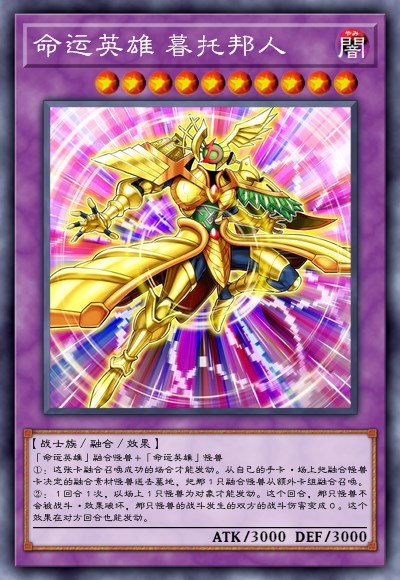 命运英雄 暮托邦人
闇
やみ
【战士族／融合／效果】
「命运英雄」融合怪兽＋「命运英雄」怪兽
①：这张卡融合召唤成功的场合才能发动。从自己的手卡·场上把融合怪兽
卡决定的融合素材怪兽送去墓地，把那１只融合怪兽从额外卡组融合召唤。
②：１回合１次，以场上１只怪兽为对象才能发动。这个回合，那只怪兽不
会被战斗·效果破坏，那只怪兽的战斗发生的双方的战斗伤害变成０。这个
效果在对方回合也能发动。
ATK/3000 DEF/3000